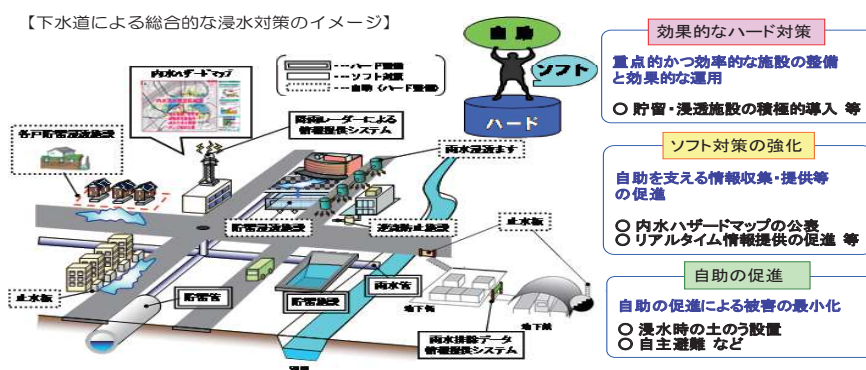 【下水道による総合的な浸水対策のイメージ】
･･･ハード整備
･･･ソフト対策
･･･自助（ハード整備）
内水ハザードマップ
各戸貯留浸透施設
降雨レーダーによる
情報提供システム
雨水浸透ます
貯留浸透施設
逆流防止施設
止水板
止水板
貯留管
貯留施設
雨水管
地下街
地下鉄
雨水排除データ
情報提供システム
自助
ソフト
ハード
効果的なハード対策
重点的かつ効率的な施設の整備
と効果的な運用
○ 貯留・浸透施設の積極的導入 等
ソフト対策の強化
自助を支える情報収集・提供等
の促進
○ 内水ハザードマップの公表
○ リアルタイム情報提供の促進 等
自助の促進
自助の促進による被害の最小化
○ 浸水時の土のう設置
○ 自主避難 など